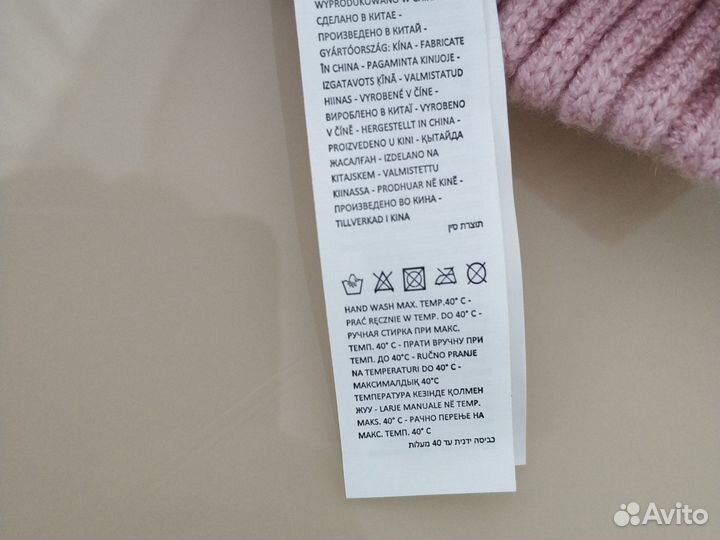 WYPRODUKOWANO W
СДЕЛАНО В КИТАЕ -
ПРОИЗВЕДЕНО В КИТАЙ -
GYÁRTÓORSZÁG: KÍNA - FABRICATE
ÎN CHINA - PAGAMINTA KINIJOJE -
IZGATAVOTS ĶĪNĀ - VALMISTATUD
HIINAS - VYROBENÉ V ČÍNE -
ВИРОБЛЕНО В КИТАЇ - VYROBENO
V ČÍNĚ - HERGESTELLT IN CHINA -
PROIZVEDENO U KINI - ҚЫТАЙДА
ЖАСАЛҒАН - IZDELANO NA
KITAJSKEM - VALMISTETTU
KIINASSA - PRODHUAR NË KINË -
ПРОИЗВЕДЕНО ВО КИНА -
TILLVERKAD I KINA
תוצרת סין
HAND WASH MAX. TEMP.40° C -
PRAĆ RĘCZNIE W TEMP. DO 40° C -
РУЧНАЯ СТИРКА ПРИ МАКС.
ТЕМП. 40° C - ПРАТИ ВРУЧНУ ПРИ
ТЕМП. ДО 40°C - RUČNO PRANJE
NA TEMPERATURI DO 40° C -
МАКСИМАЛДЫҚ 40°C
ТЕМПЕРАТУРА КЕЗІНДЕ ҚОЛМЕН
ЖУУ - LARJE MANUALE NË TEMP.
MAKS. 40° C - РАЧНО ПЕРЕЊЕ НА
МАКС. ТЕМП. 40° C
כביסה ידנית עד 40 מעלות
Avito